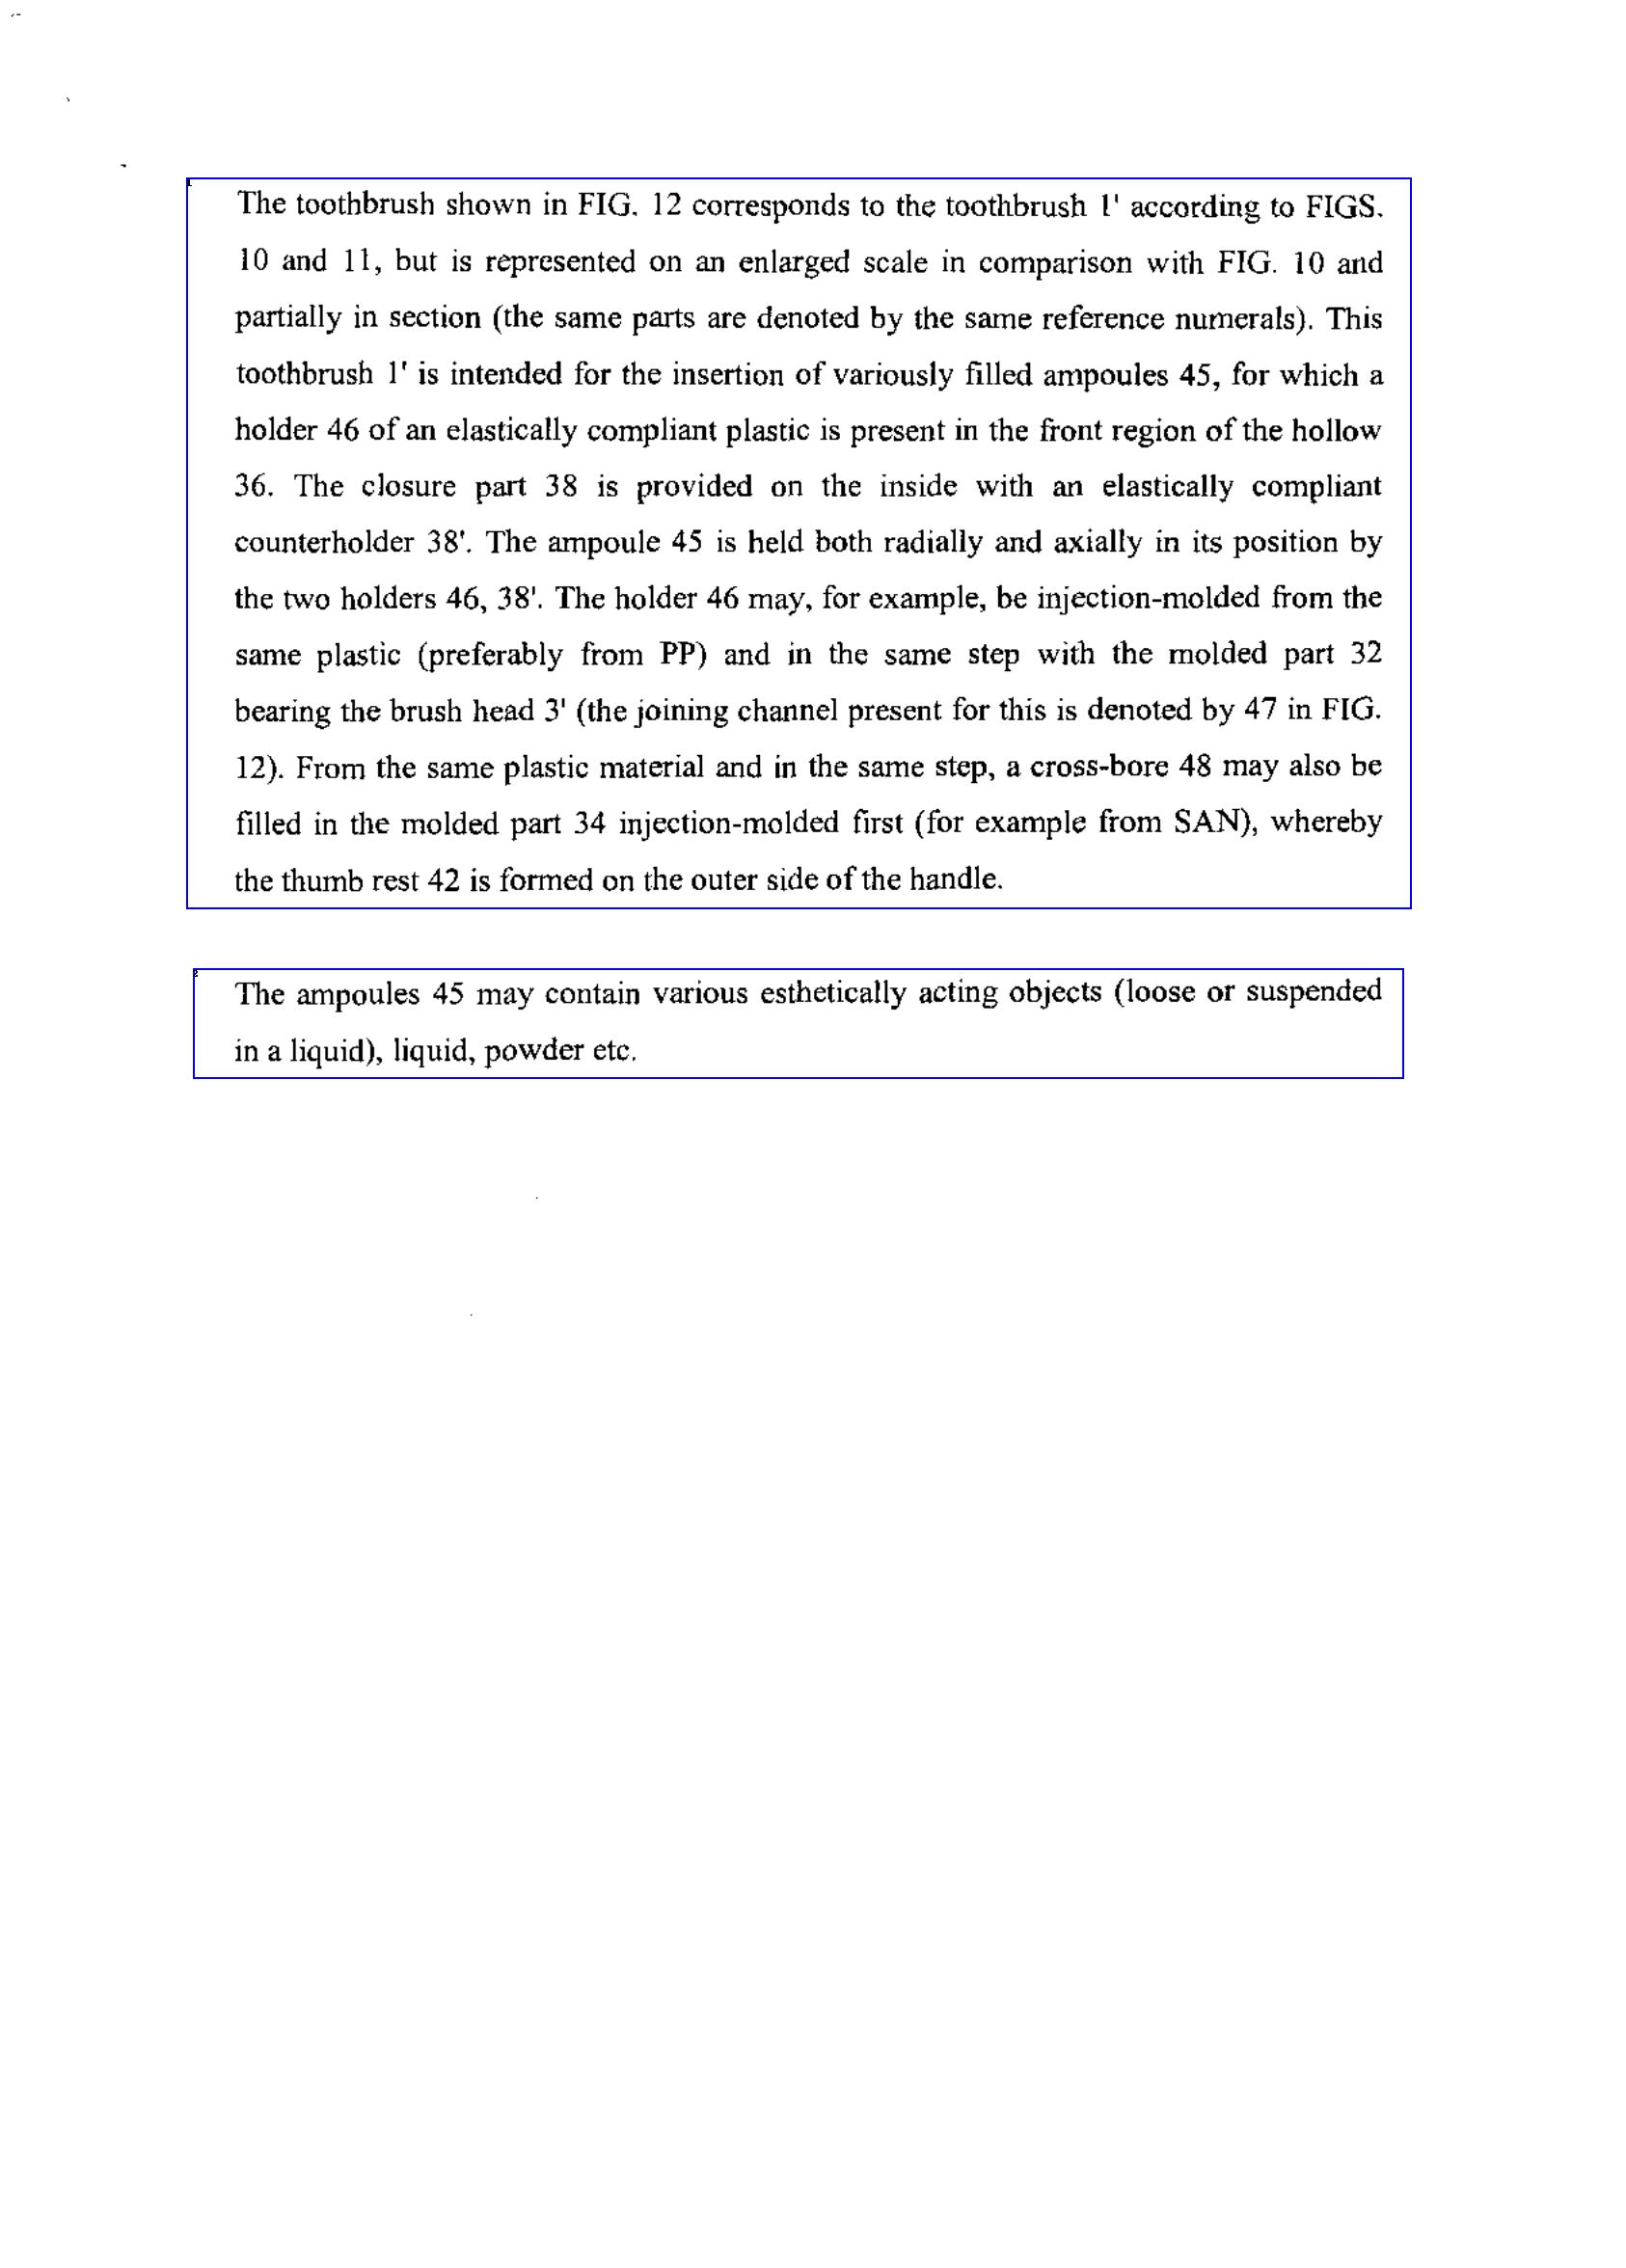 The toothbrush shown in FIG. 12 corresponds to the toothbrush 1' according to FIGS.
10 and 11, but is represented on an enlarged scale in comparison with FIG. 10 and
partially in section (the same parts are denoted by the same reference numerals). This
toothbrush 1' is intended for the insertion of variously filled ampoules 45, for which a
holder 46 of an elastically compliant plastic is present in the front region of the hollow
36. The closure part 38 is provided on the inside with an elastically compliant
counterholder 38'. The ampoule 45 is held both radially and axially in its position by
the two holders 46, 38'. The holder 46 may, for example, be injection-molded from the
same plastic (preferably from PP) and in the same step with the molded part 32
bearing the brush head 3' (the joining channel present for this is denoted by 47 in FIG.
12). From the same plastic material and in the same step, a cross-bore 48 may also be
filled in the molded part 34 injection-molded first (for example from SAN), whereby
the thumb rest 42 is formed on the outer side of the handle.
The ampoules 45 may contain various esthetically acting objects (loose or suspended
in a liquid), liquid, powder etc.